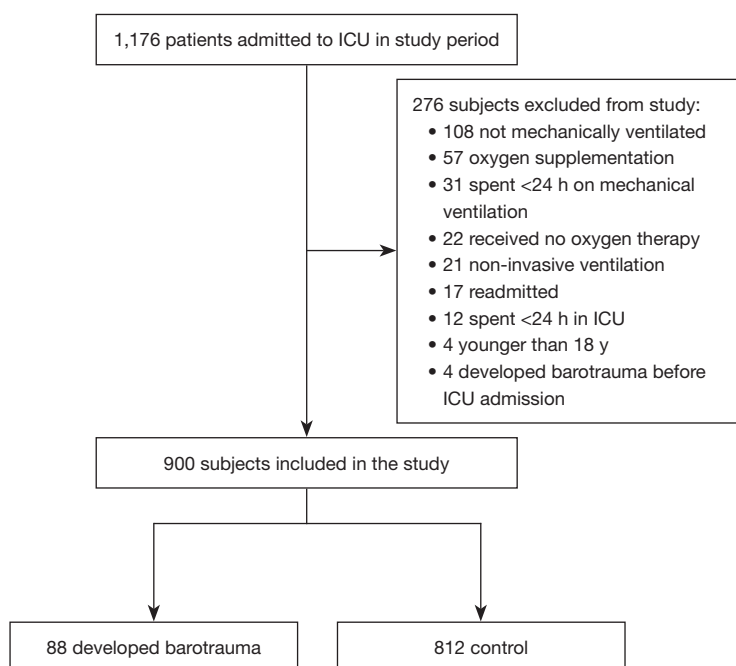 1,176 patients admitted to ICU in study period
276 subjects excluded from study:
• 108 not mechanically ventilated
• 57 oxygen supplementation
• 31 spent <24 h on mechanical
ventilation
• 22 received no oxygen therapy
• 21 non-invasive ventilation
• 17 readmitted
• 12 spent <24 h in ICU
• 4 younger than 18 y
• 4 developed barotrauma before
ICU admission
900 subjects included in the study
88 developed barotrauma
812 control